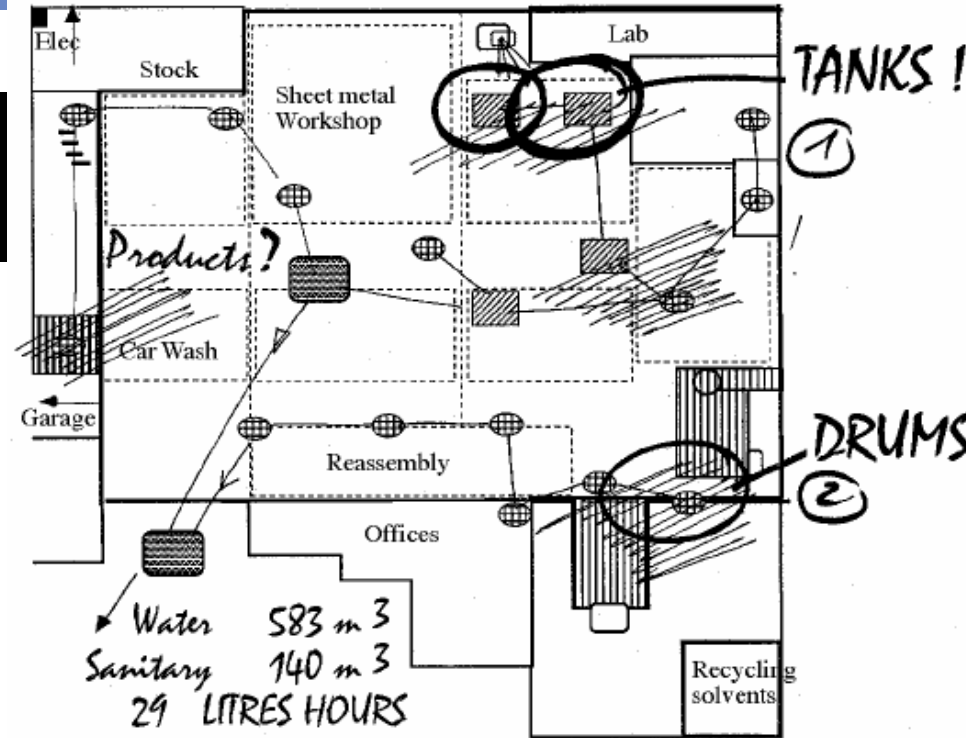 Elec
Stock
Lab
TANKS !
Sheet metal
Workshop
1
Products ?
Car Wash
Garage
DRUMS
Reassembly
2
Offices
Water 583 m 3
Sanitary 140 m 3
29 LITRES HOURS
Recycling
solvents